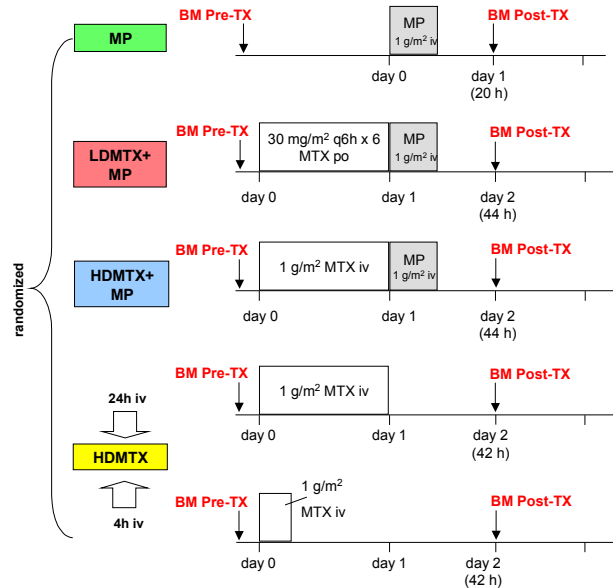 randomized
MP
BM Pre-TX
MP
1 g/m² iv
BM Post-TX
day 0
day 1
(20 h)
LDMTX+
MP
BM Pre-TX
30 mg/m² q6h x 6
MTX po
MP
1 g/m² iv
BM Post-TX
day 0
day 1
day 2
(44 h)
HDMTX+
MP
BM Pre-TX
1 g/m² MTX iv
MP
1 g/m² iv
BM Post-TX
day 0
day 1
day 2
(44 h)
24h iv
HDMTX
4h iv
BM Pre-TX
1 g/m² MTX iv
BM Post-TX
day 0
day 1
day 2
(42 h)
BM Pre-TX
1 g/m²
MTX iv
BM Post-TX
day 0
day 1
day 2
(42 h)